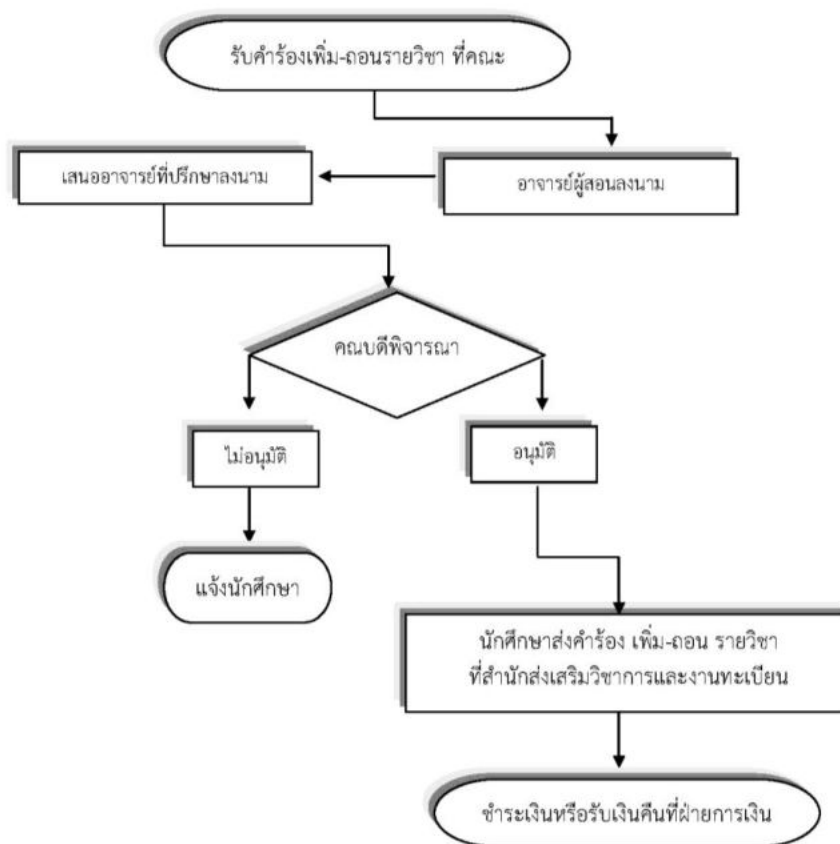 รับคำร้องเพิ่ม-ถอนรายวิชา ที่คณะ
อาจารย์ผู้สอนลงนาม
เสนออาจารย์ที่ปรึกษาลงนาม
คณบดีพิจารณา
ไม่อนุมัติ
อนุมัติ
แจ้งนักศึกษา
นักศึกษาส่งคำร้อง เพิ่ม-ถอน รายวิชา
ที่สำนักส่งเสริมวิชาการและงานทะเบียน
ชำระเงินหรือรับเงินคืนที่ฝ่ายการเงิน